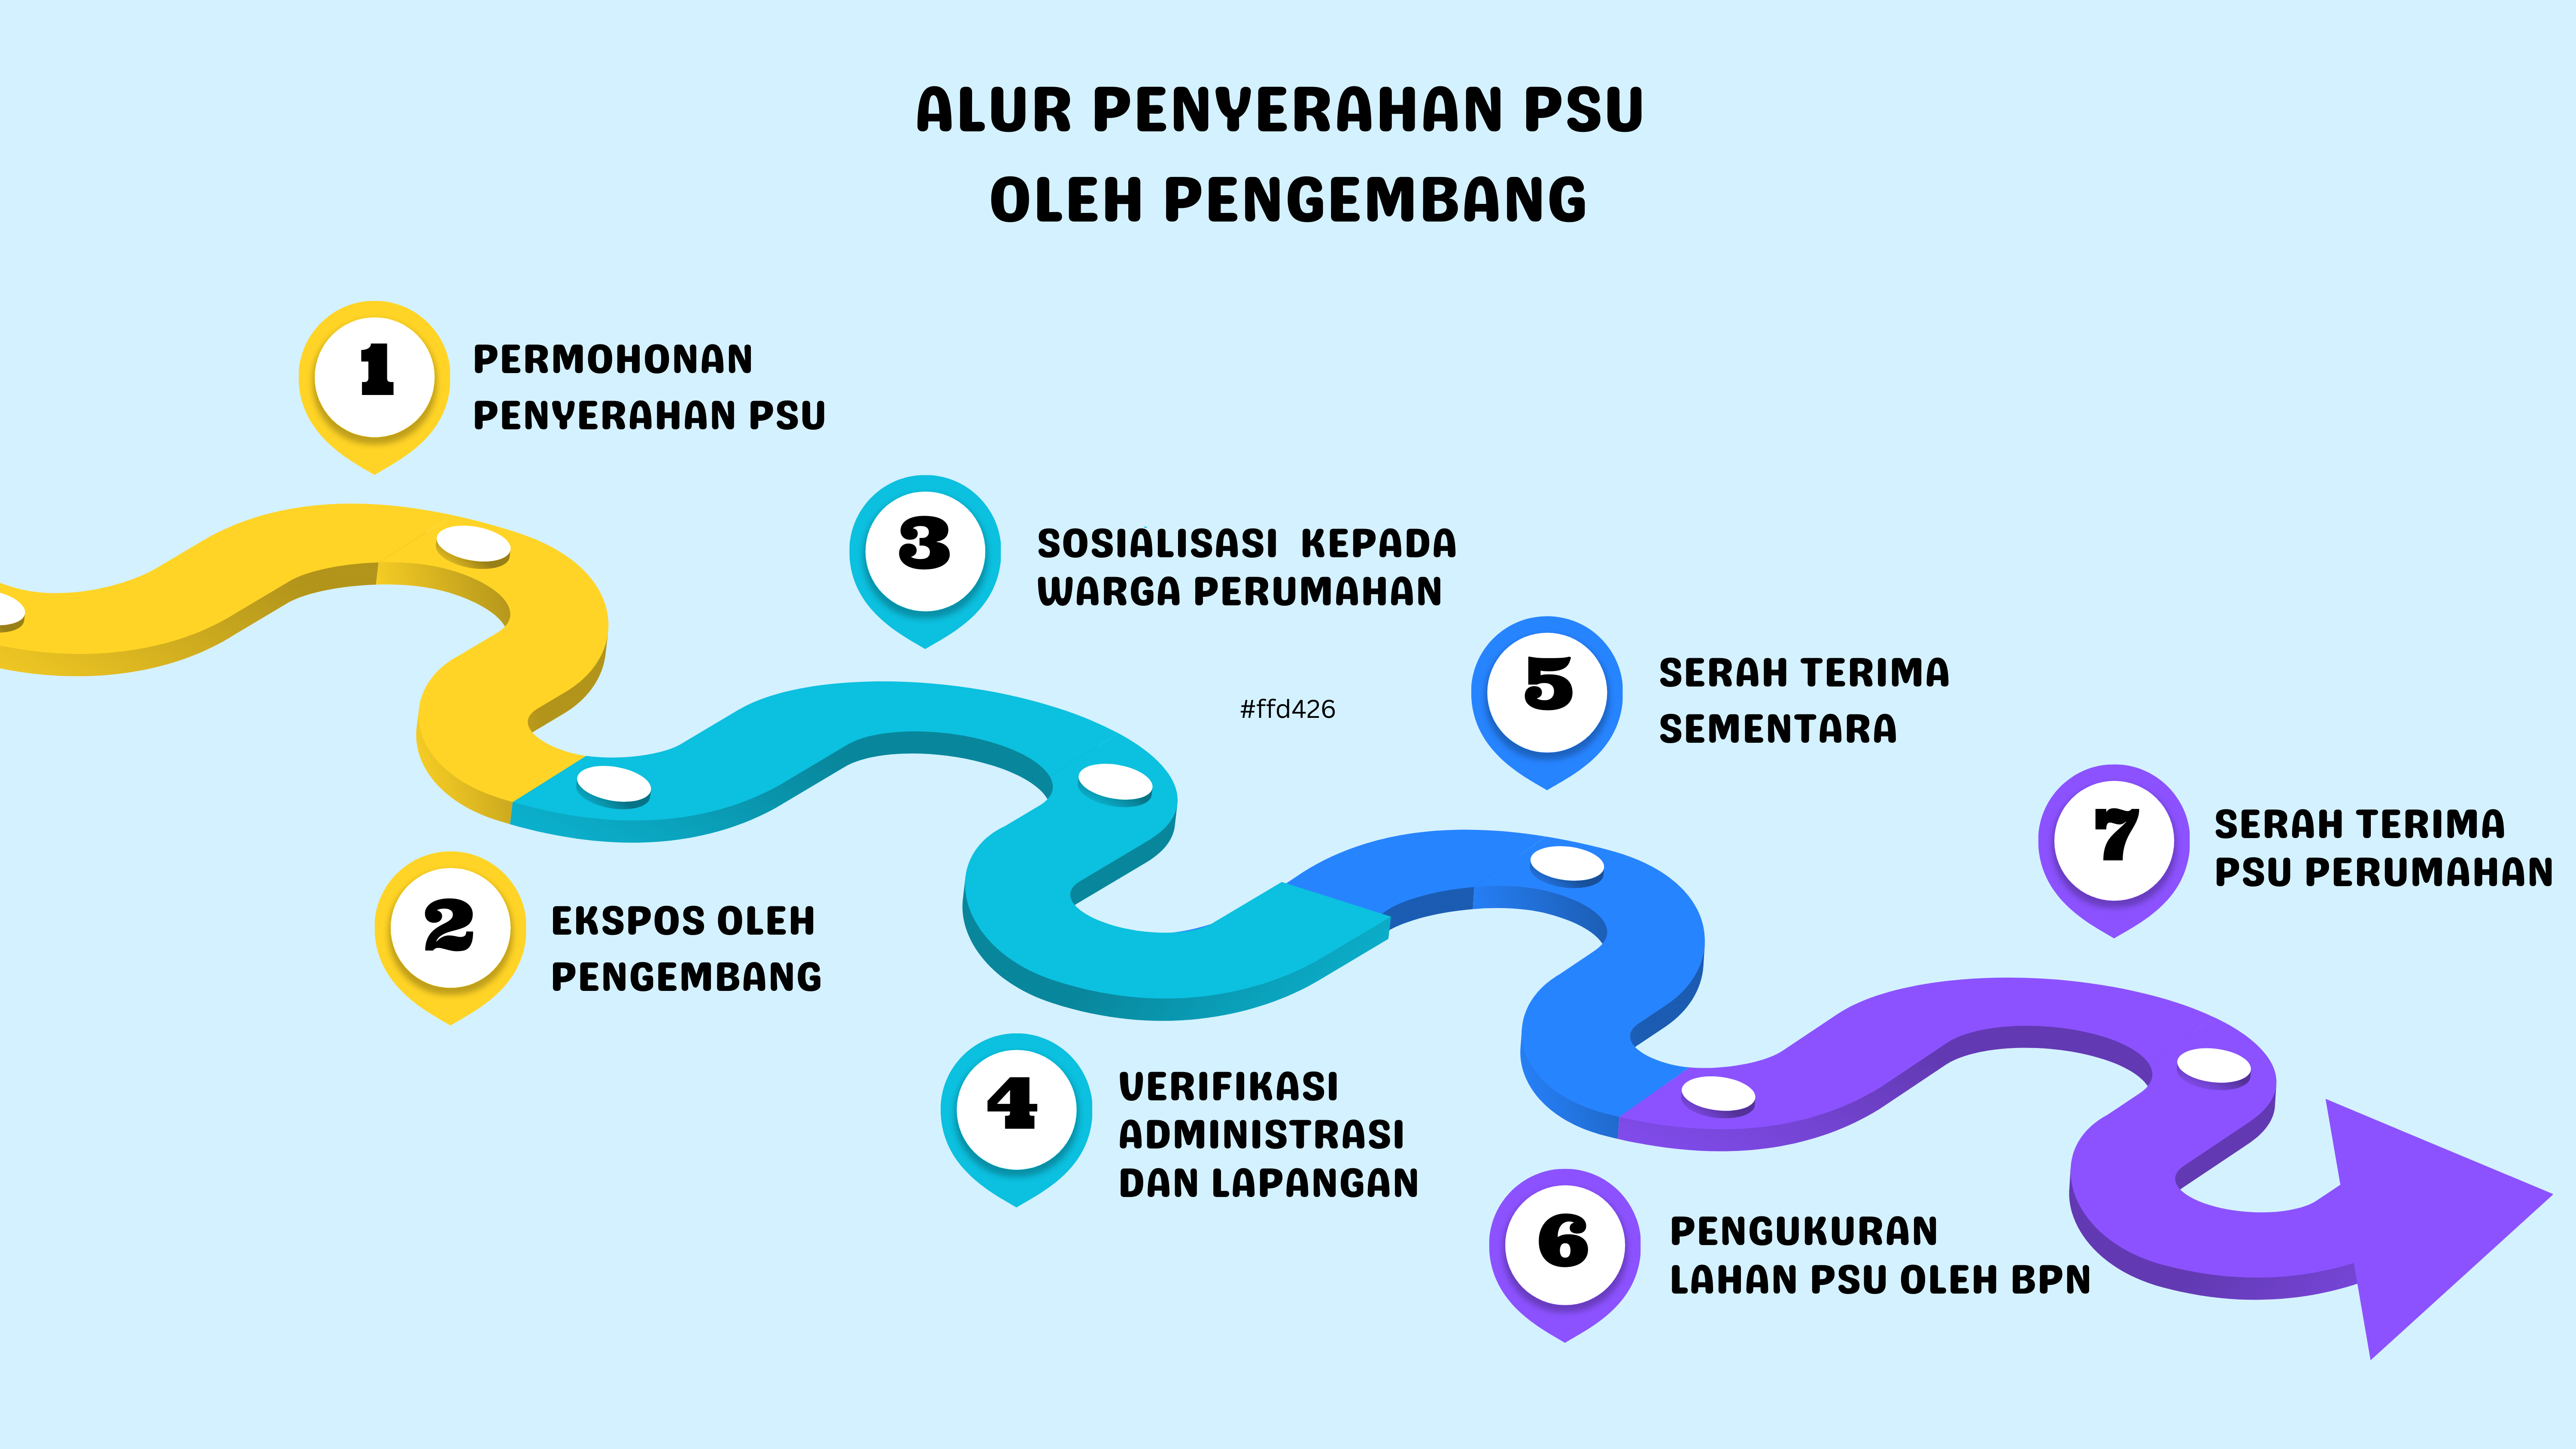 ALUR PENYERAHAN PSU
OLEH PENGEMBANG
1
PERMOHONAN
PENYERAHAN PSU
2
EKSPOS OLEH
PENGEMBANG
3
SOSIALISASI  KEPADA
WARGA PERUMAHAN
#ffd426
4
VERIFIKASI
ADMINISTRASI
DAN LAPANGAN
5
SERAH TERIMA
SEMENTARA
6
PENGUKURAN
LAHAN PSU OLEH BPN
7
SERAH TERIMA
PSU PERUMAHAN